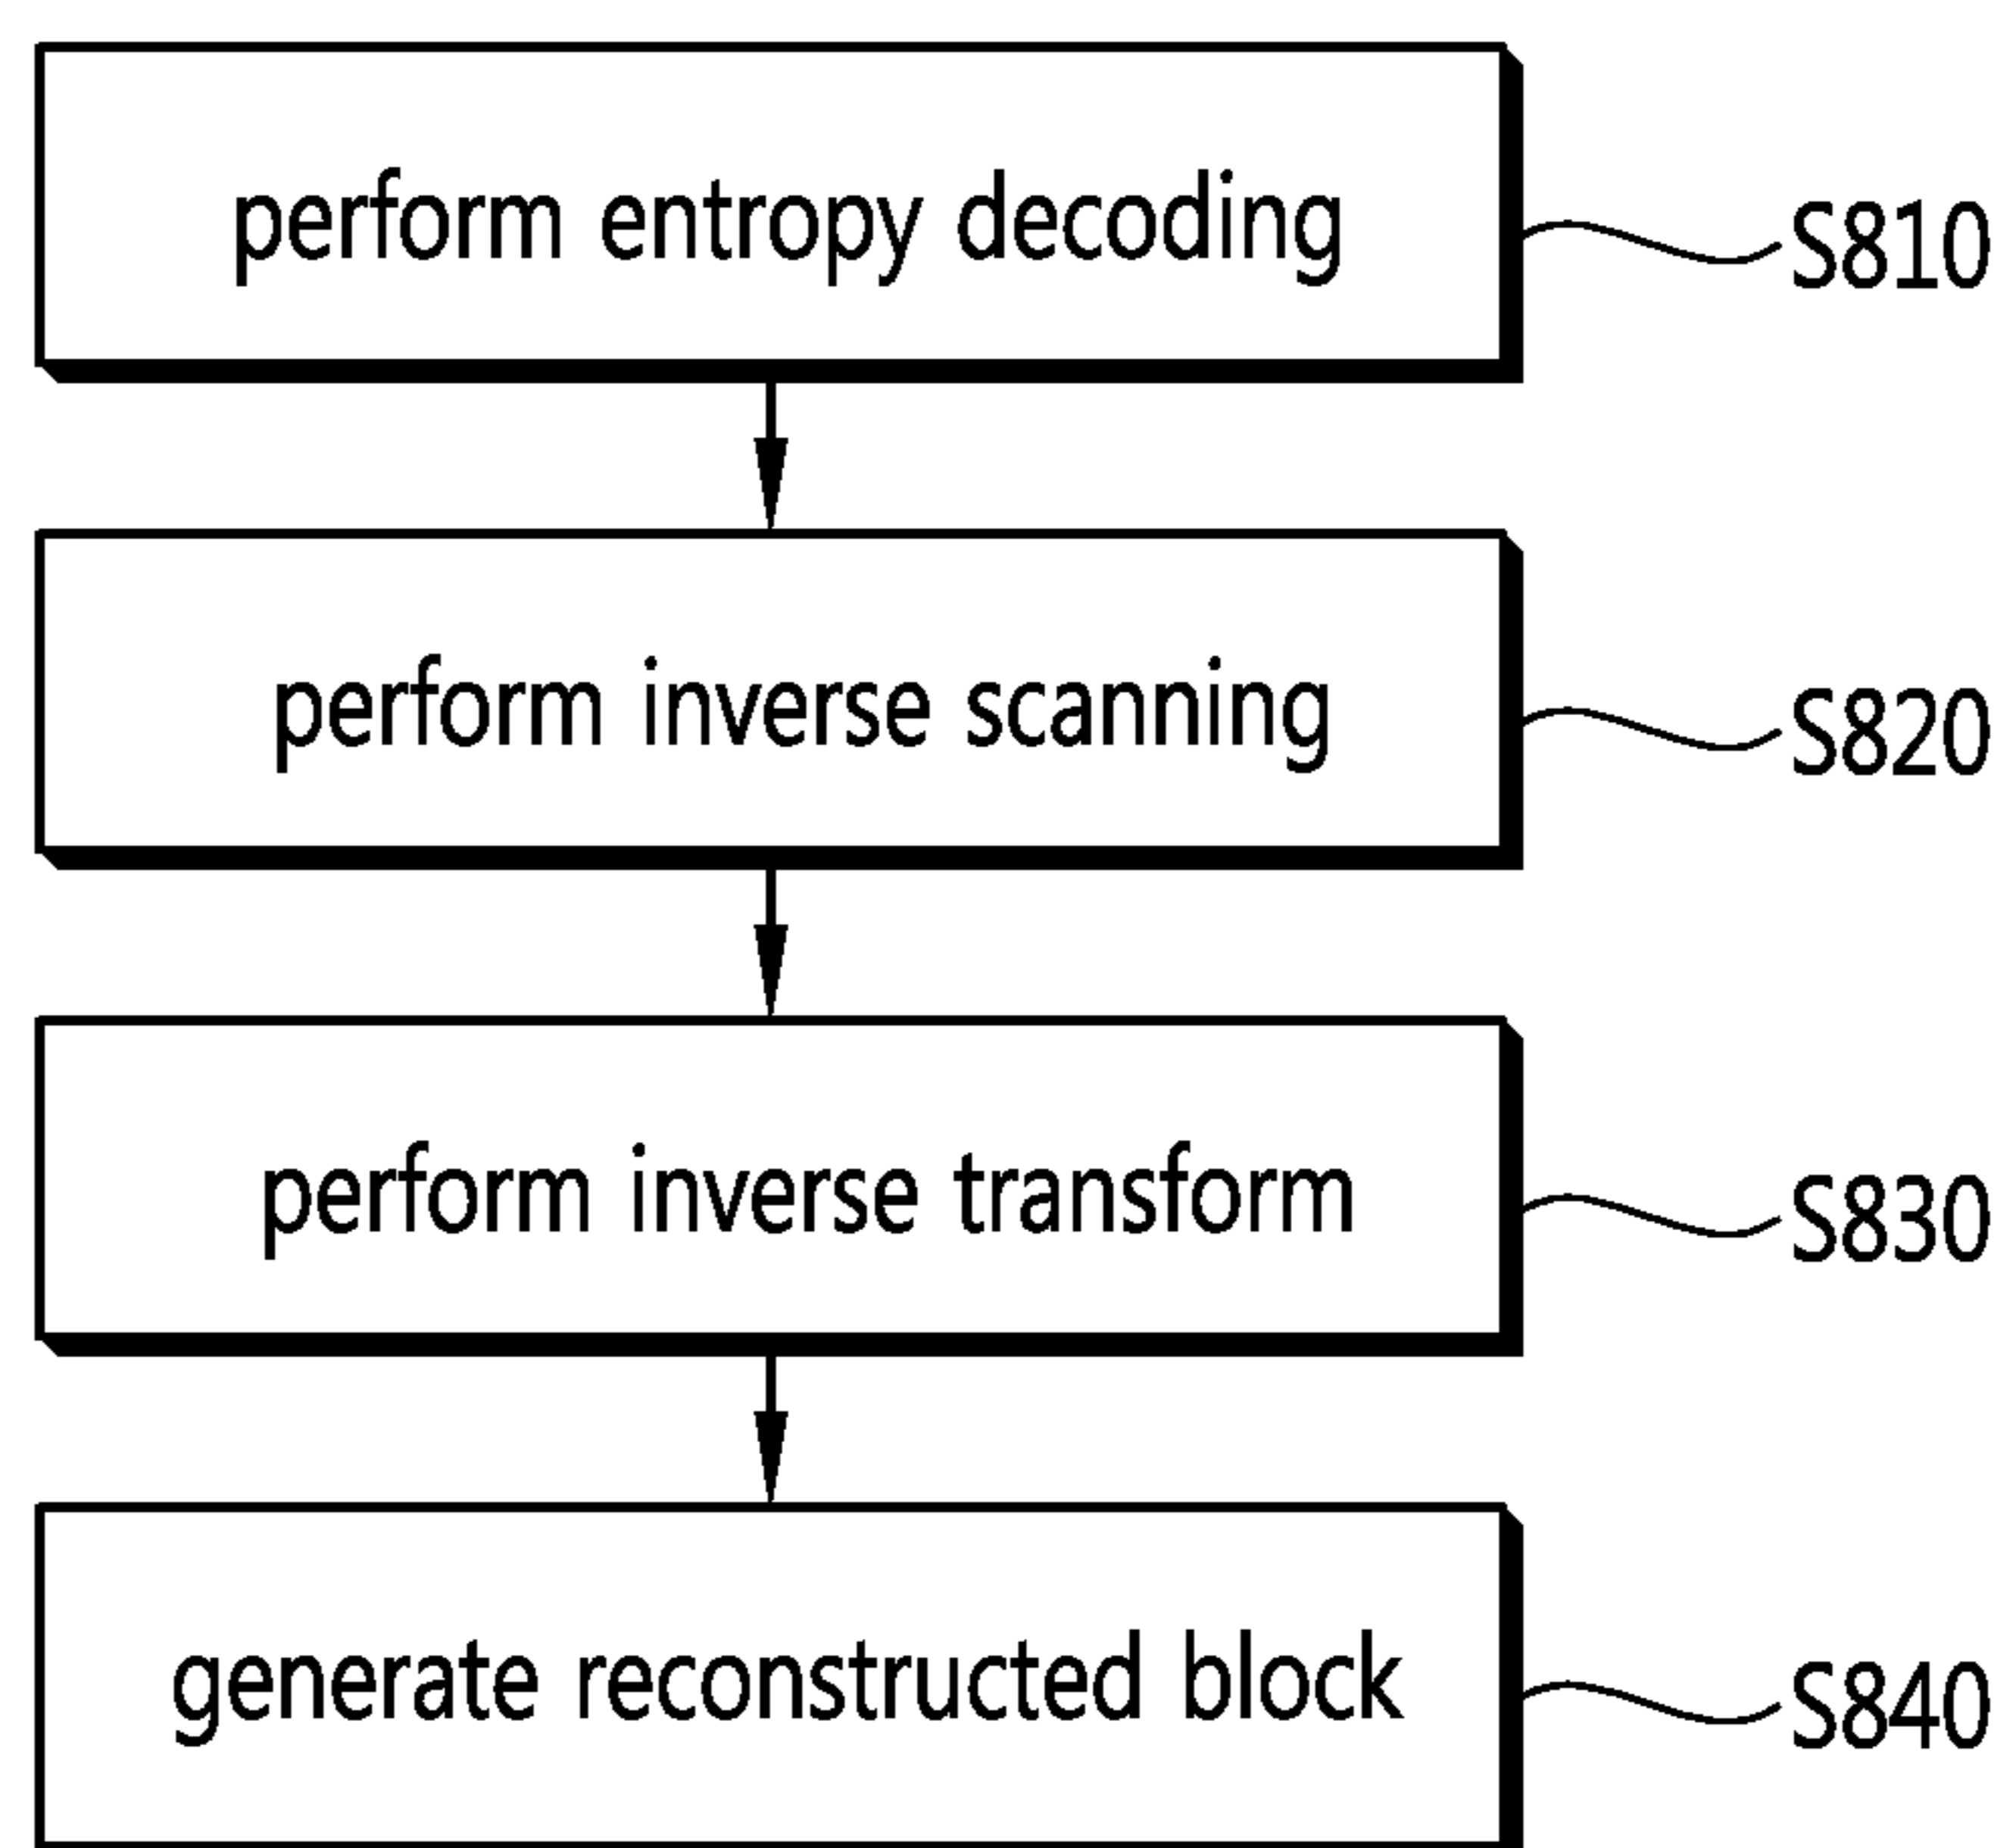 perform entropy decoding
S810
perform inverse scanning
S820
perform inverse transform
S830
generate reconstructed block
S840